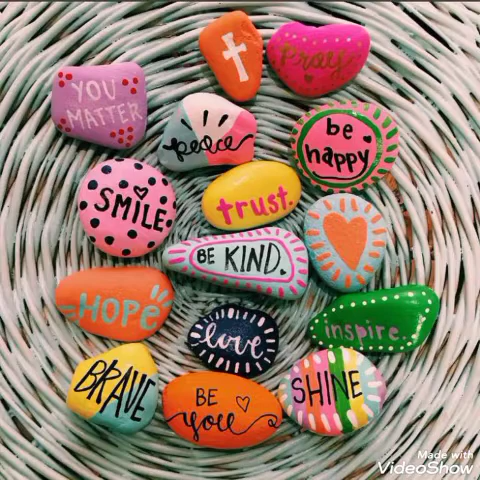 Pray
YOU
MATTER
peace
be
happy
SMILE
trust.
BE KIND.
HOPE
inspire.
love
BRAVE
BE
you
SHINE
Made with
VideoShow